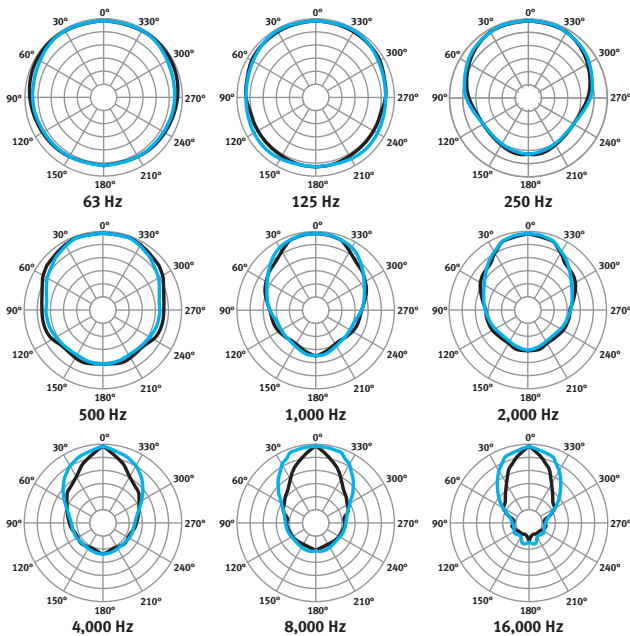 0° 0° 0°
30° 330° 30° 330° 30° 330°
60° 300° 60° 300° 60° 300°
90° 270° 90° 270° 90° 270°
120° 240° 120° 240° 120° 240°
150° 210° 150° 210° 150° 210°
180° 180° 180°
63 Hz 125 Hz 250 Hz
0° 0° 0°
30° 330° 30° 330° 30° 330°
60° 300° 60° 300° 60° 300°
90° 270° 90° 270° 90° 270°
120° 240° 120° 240° 120° 240°
150° 210° 150° 210° 150° 210°
180° 180° 180°
500 Hz 1,000 Hz 2,000 Hz
0° 0° 0°
30° 330° 30° 330° 30° 330°
60° 300° 60° 300° 60° 300°
90° 270° 90° 270° 90° 270°
120° 240° 120° 240° 120° 240°
150° 210° 150° 210° 150° 210°
180° 180° 180°
4,000 Hz 8,000 Hz 16,000 Hz